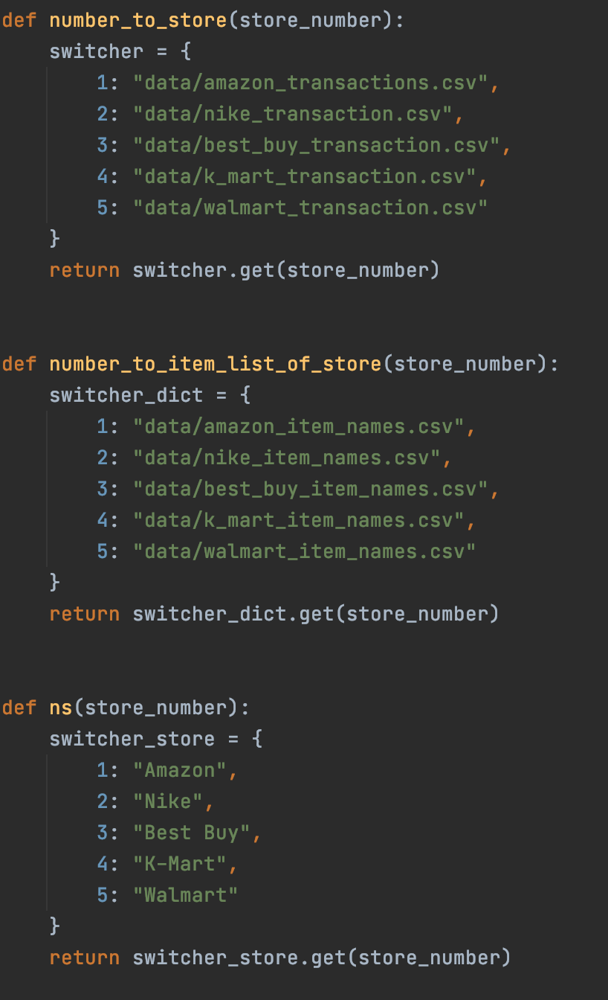 def number_to_store(store_number):
    switcher = {
        1: "data/amazon_transactions.csv",
        2: "data/nike_transaction.csv",
        3: "data/best_buy_transaction.csv",
        4: "data/k_mart_transaction.csv",
        5: "data/walmart_transaction.csv"
    }
    return switcher.get(store_number)


def number_to_item_list_of_store(store_number):
    switcher_dict = {
        1: "data/amazon_item_names.csv",
        2: "data/nike_item_names.csv",
        3: "data/best_buy_item_names.csv",
        4: "data/k_mart_item_names.csv",
        5: "data/walmart_item_names.csv"
    }
    return switcher_dict.get(store_number)


def ns(store_number):
    switcher_store = {
        1: "Amazon",
        2: "Nike",
        3: "Best Buy",
        4: "K-Mart",
        5: "Walmart"
    }
    return switcher_store.get(store_number)